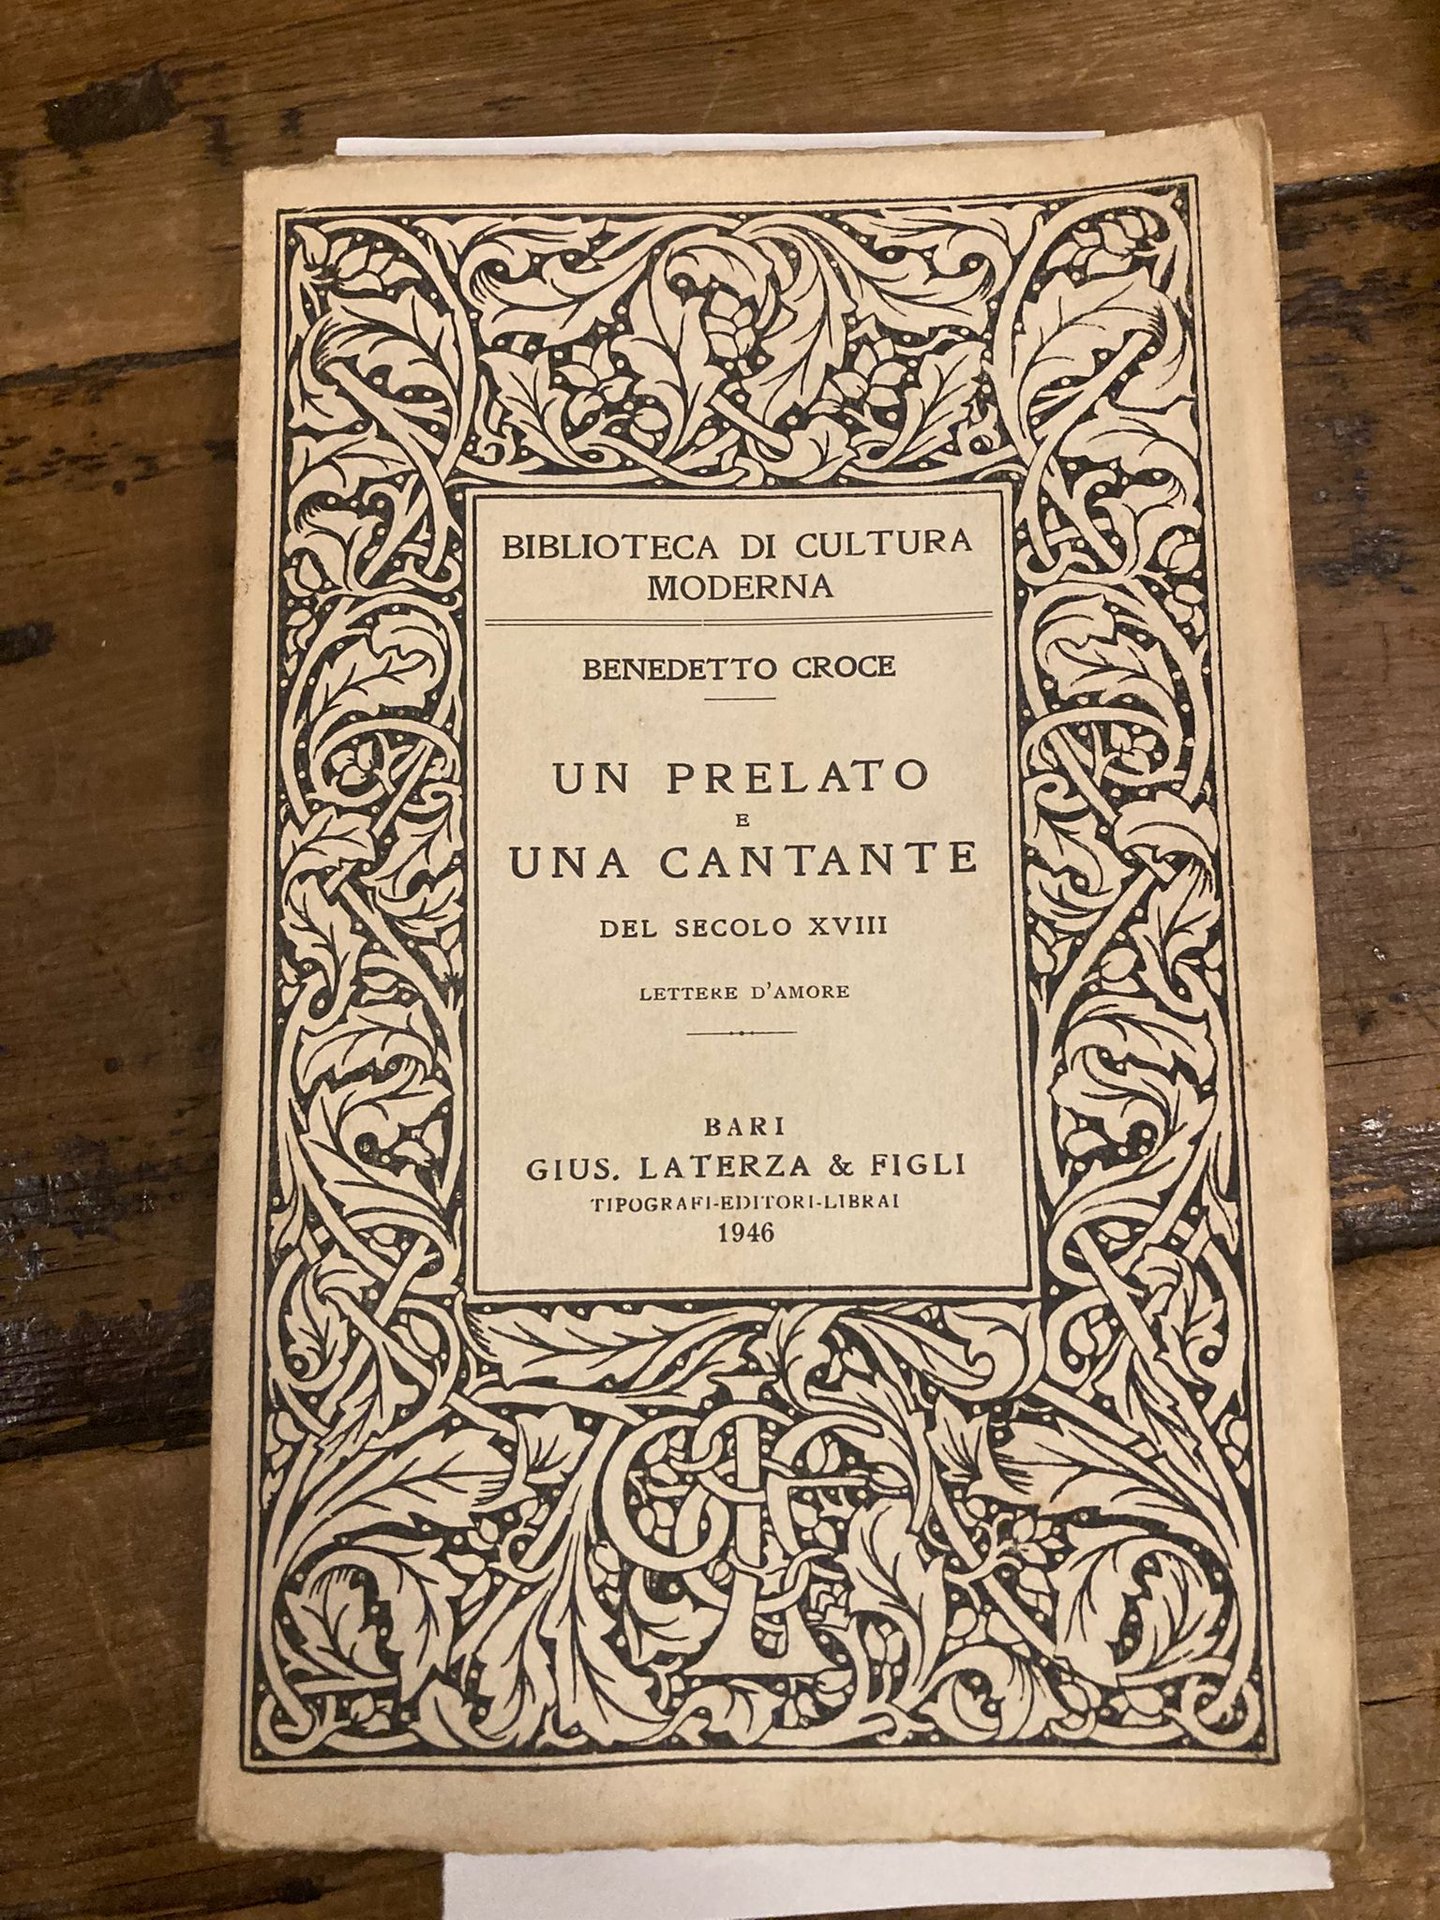 BIBLIOTECA DI CULTURA
MODERNA
BENEDETTO CROCE
UN PRELATO
E
UNA CANTANTE
DEL SECOLO XVIII
LETTERE D'AMORE
BARI
GIUS. LATERZA & FIGLI
TIPOGRAFI-EDITORI-LIBRAI
1946